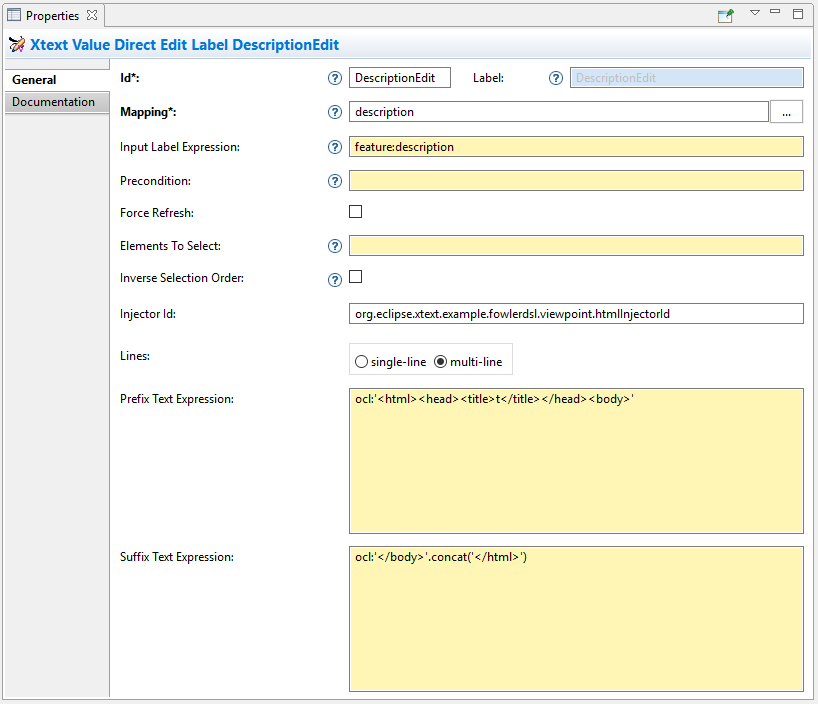 Properties
Xtext Value Direct Edit Label DescriptionEdit
General
Documentation
Id*: ? DescriptionEdit Label: ? DescriptionEdit
Mapping*: ? description ...
Input Label Expression: ? feature:description
Precondition: ?
Force Refresh:
Elements To Select: ?
Inverse Selection Order: ?
Injector Id: org.eclipse.xtext.example.fowlerdsl.viewpoint.htmlInjectorId
Lines: single-line multi-line
Prefix Text Expression: ocl:'<html><head><title>t</title></head><body>'
Suffix Text Expression: ocl:'</body>'.concat('</html>')